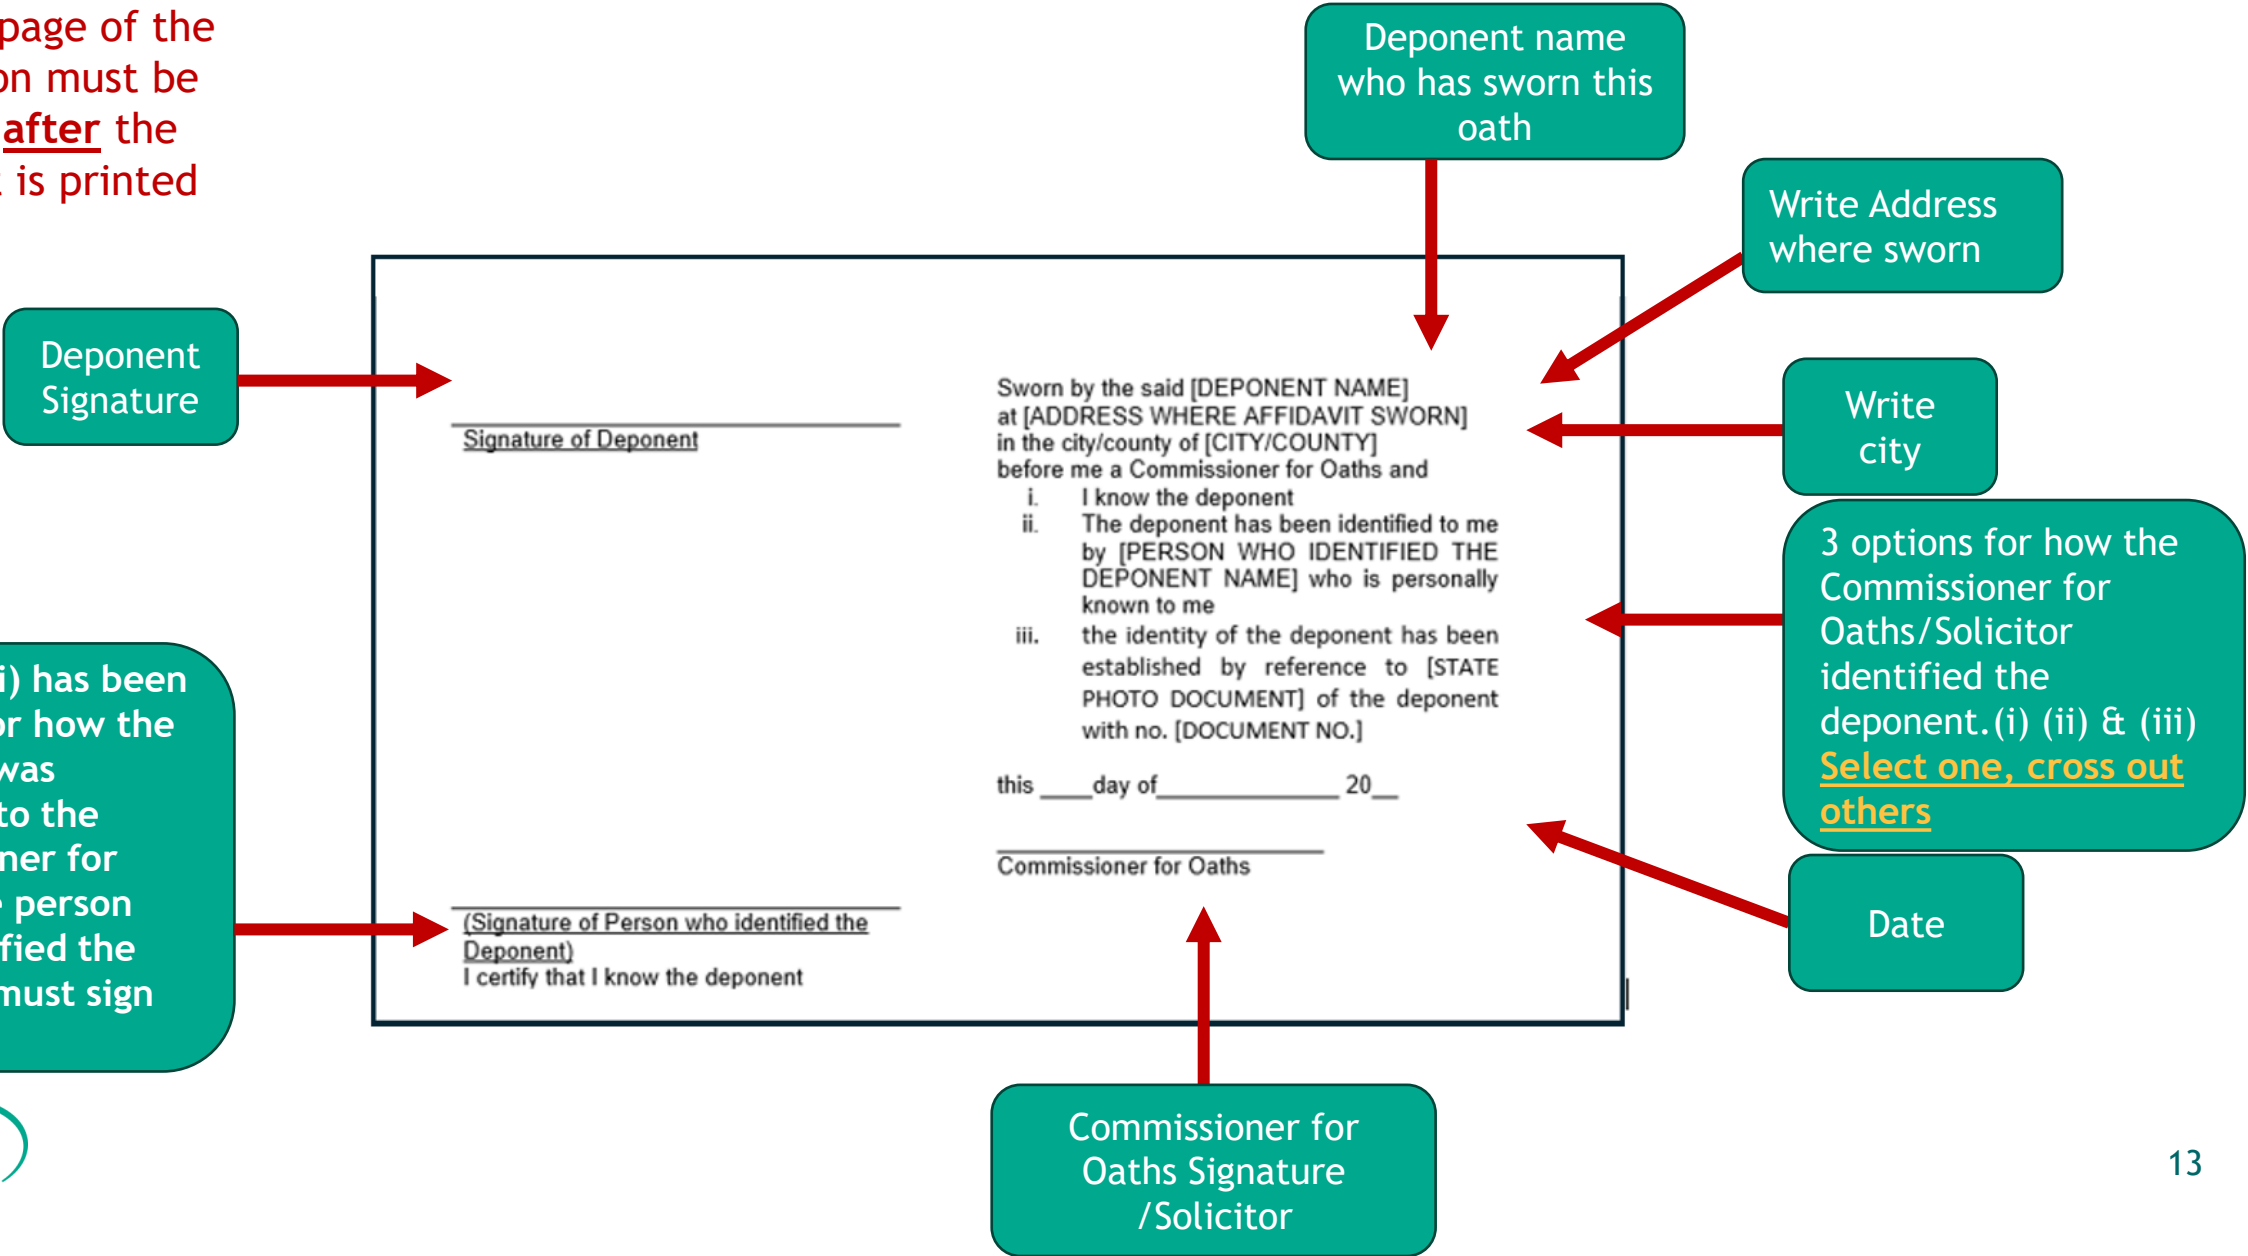 page of the
on must be
after the
is printed
Deponent name
who has sworn this
oath
Write Address
where sworn
Deponent
Signature
Write
city
Signature of Deponent
Sworn by the said [DEPONENT NAME]
at [ADDRESS WHERE AFFIDAVIT SWORN]
in the city/county of [CITY/COUNTY]
before me a Commissioner for Oaths and
i. I know the deponent
ii. The deponent has been identified to me
by [PERSON WHO IDENTIFIED THE
DEPONENT NAME] who is personally
known to me
iii. the identity of the deponent has been
established by reference to [STATE
PHOTO DOCUMENT] of the deponent
with no. [DOCUMENT NO.]
this ____day of______________ 20__
Commissioner for Oaths
3 options for how the
Commissioner for
Oaths/Solicitor
identified the
deponent.(i) (ii) & (iii)
Select one, cross out
others
i) has been
or how the
was
to the
ner for
person
fied the
must sign
(Signature of Person who identified the
Deponent)
I certify that I know the deponent
Date
Commissioner for
Oaths Signature
/Solicitor
13